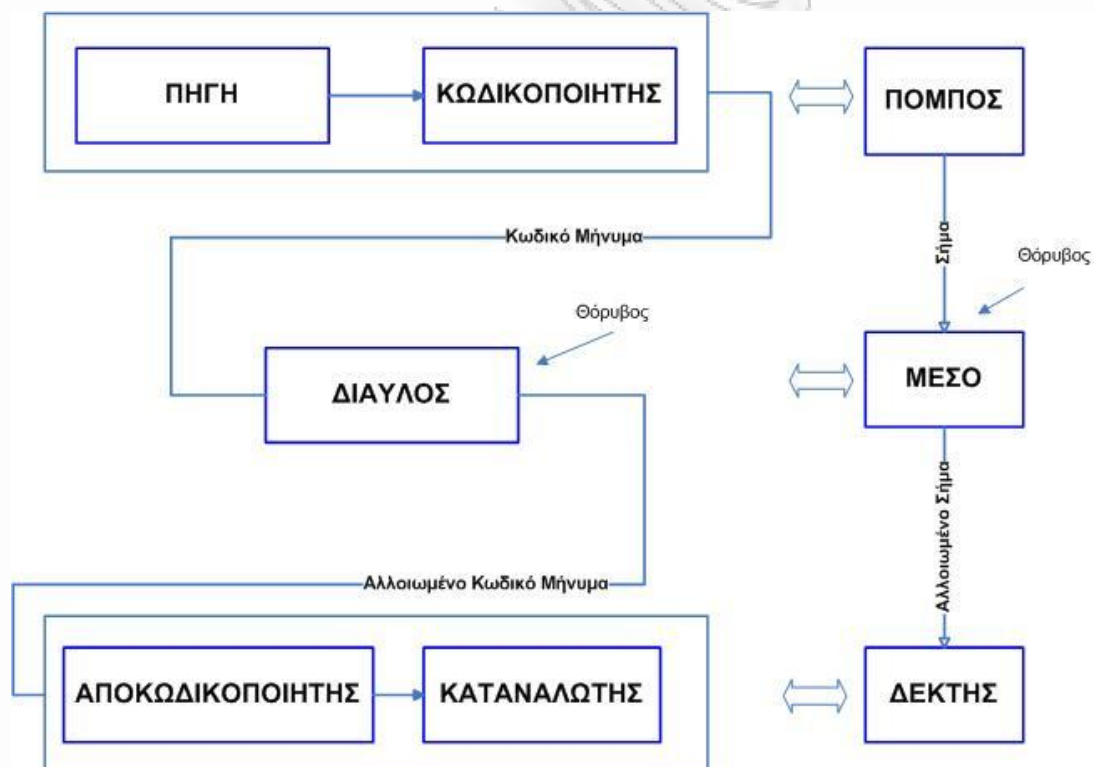 ΠΗΓΗ
ΚΩΔΙΚΟΠΟΙΗΤΗΣ
ΠΟΜΠΟΣ
Κωδικό Μήνυμα
Σήμα
Θόρυβος
Θόρυβος
ΔΙΑΥΛΟΣ
ΜΕΣΟ
Αλλοιωμένο Σήμα
Αλλοιωμένο Κωδικό Μήνυμα
ΑΠΟΚΩΔΙΚΟΠΟΙΗΤΗΣ
ΚΑΤΑΝΑΛΩΤΗΣ
ΔΕΚΤΗΣ